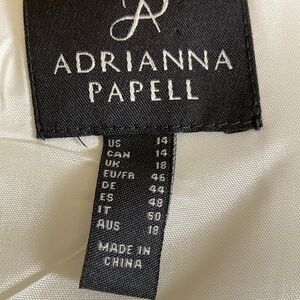 ADRIANNA
PAPELL
US 14
CAN 14
UK 18
EU/FR 46
DE 44
ES 48
IT 50
AUS 18
MADE IN
CHINA